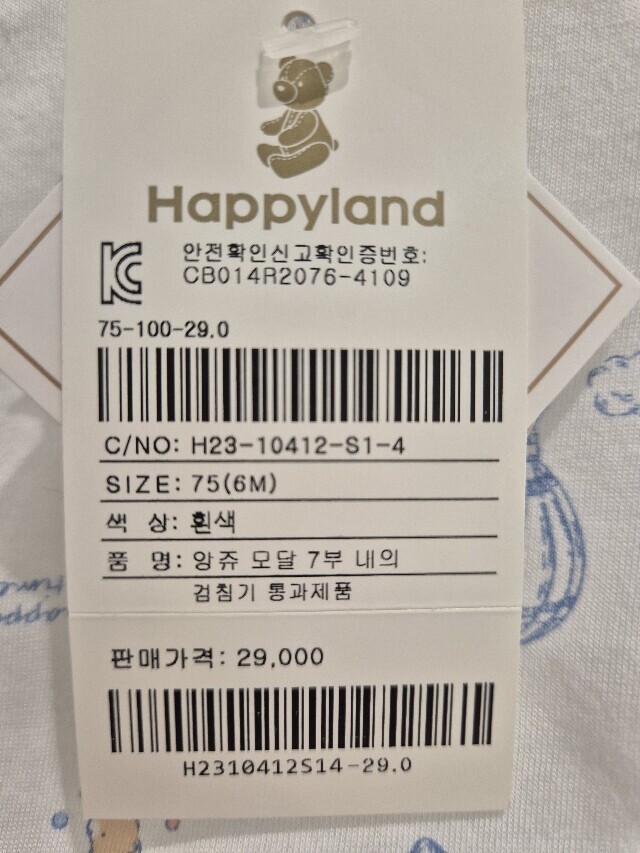 Happyland
안전확인신고확인증번호:
CB014R2076-4109
75-100-29.0
C/NO: H23-10412-S1-4
SIZE: 75(6M)
색 상: 흰색
품 명: 앙쥬 모달 7부 내의
검침기 통과제품
판매가격: 29,000
H2310412S14-29.0
time